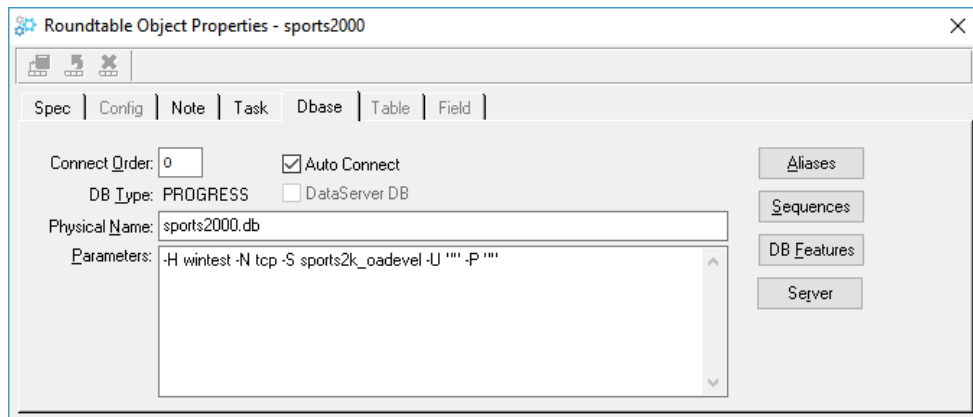 Roundtable Object Properties - sports2000
Spec Config Note Task Dbase Table Field
Connect Order: 0 Auto Connect Aliases
DB Type: PROGRESS DataServer DB
Sequences
Physical Name: sports2000.db
Parameters: -H wintest -N tcp -S sports2k_oadevel -U "" -P ""
DB Features
Server